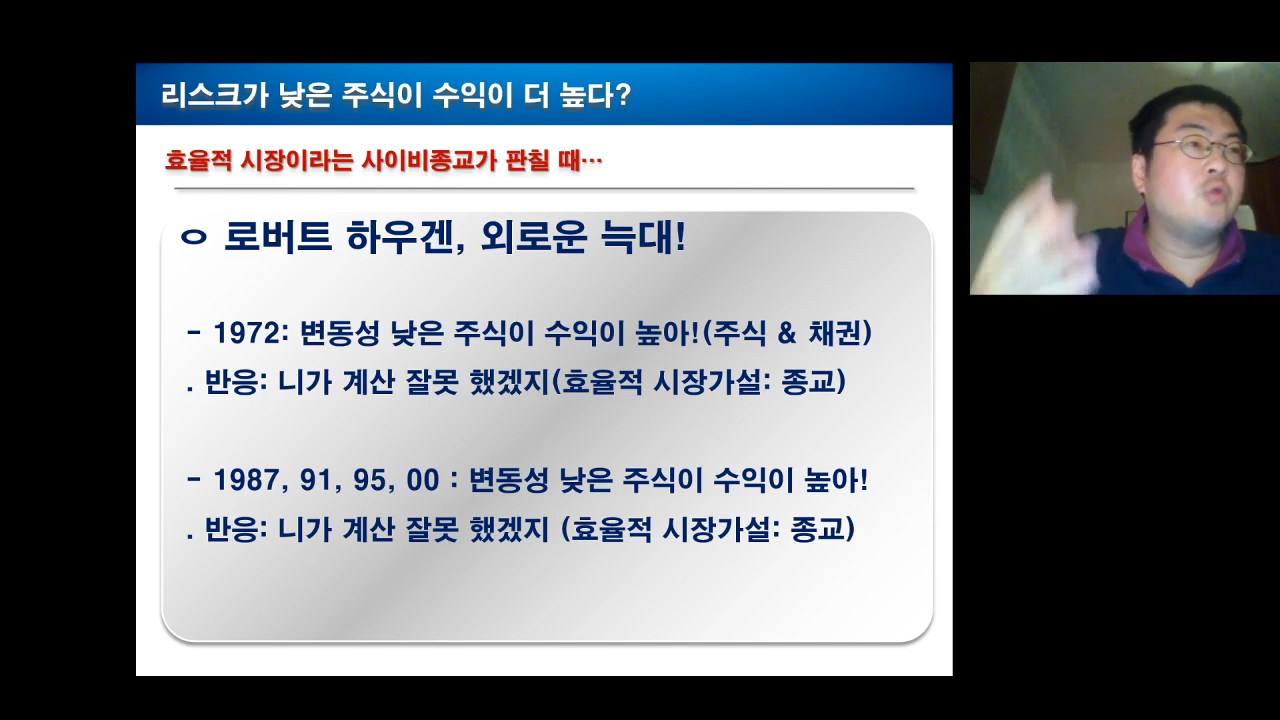 리스크가 낮은 주식이 수익이 더 높다?
효율적 시장이라는 사이비종교가 판칠 때…
ㅇ 로버트 하우겐, 외로운 늑대!
- 1972: 변동성 낮은 주식이 수익이 높아!(주식 & 채권)
. 반응: 니가 계산 잘못 했겠지(효율적 시장가설: 종교)
- 1987, 91, 95, 00 : 변동성 낮은 주식이 수익이 높아!
. 반응: 니가 계산 잘못 했겠지 (효율적 시장가설: 종교)